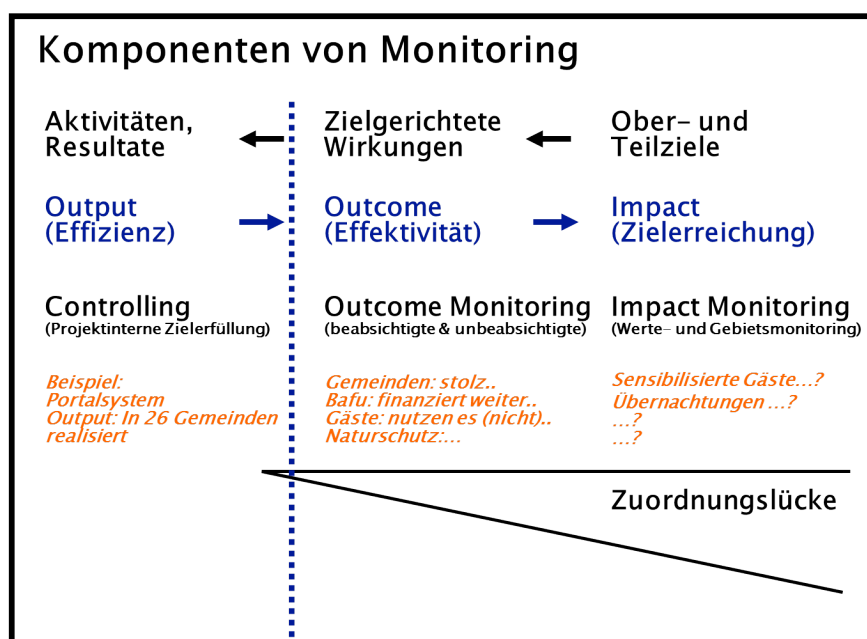 Komponenten von Monitoring
Aktivitäten,
Resultate
Zielgerichtete
Wirkungen
Ober- und
Teilziele
Output
(Effizienz)
Outcome
(Effektivität)
Impact
(Zielerreichung)
Controlling
(Projektinterne Zielerfüllung)
Outcome Monitoring
(beabsichtigte & unbeabsichtigte)
Impact Monitoring
(Werte- und Gebietsmonitoring)
Beispiel:
Portalsystem
Output: In 26 Gemeinden
realisiert
Gemeinden: stolz..
Bafu: finanziert weiter..
Gäste: nutzen es (nicht)..
Naturschutz:...
Sensibilisierte Gäste...?
Übernachtungen ...?
...?
...?
Zuordnungslücke